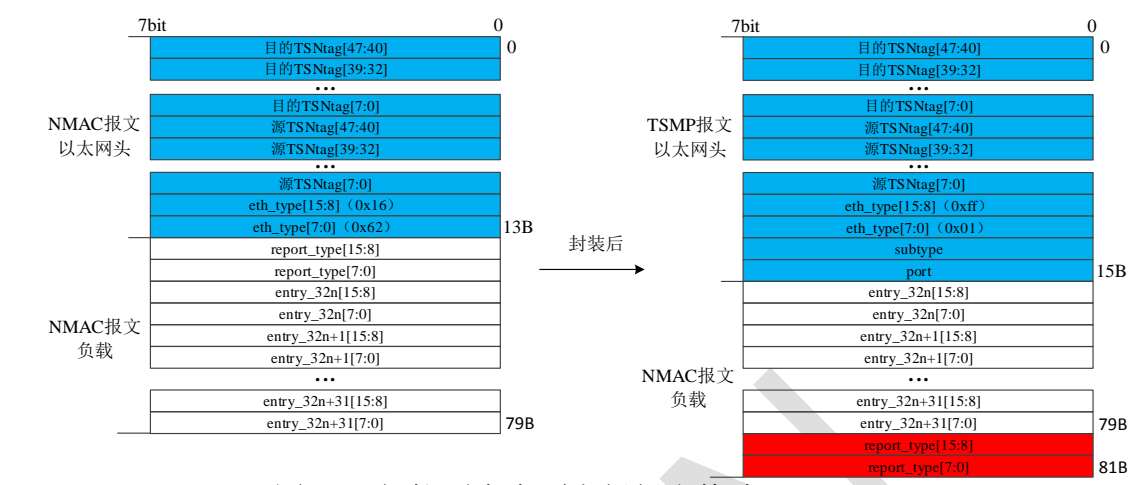 7bit 0
目的TSNtag[47:40] 0
目的TSNtag[39:32]
...
目的TSNtag[7:0]
源TSNtag[47:40]
源TSNtag[39:32]
...
源TSNtag[7:0]
eth_type[15:8]（0x16）
eth_type[7:0]（0x62） 13B
NMAC报文
以太网头
report_type[15:8]
report_type[7:0]
entry_32n[15:8]
entry_32n[7:0]
entry_32n+1[15:8]
entry_32n+1[7:0]
...
entry_32n+31[15:8]
entry_32n+31[7:0] 79B
NMAC报文
负载
封装后
7bit 0
目的TSNtag[47:40] 0
目的TSNtag[39:32]
...
目的TSNtag[7:0]
源TSNtag[47:40]
源TSNtag[39:32]
...
源TSNtag[7:0]
eth_type[15:8]（0xff）
eth_type[7:0]（0x01）
subtype
port 15B
TSMP报文
以太网头
entry_32n[15:8]
entry_32n[7:0]
entry_32n+1[15:8]
entry_32n+1[7:0]
...
entry_32n+31[15:8]
entry_32n+31[7:0] 79B
report_type[15:8]
report_type[7:0] 81B
NMAC报文
负载